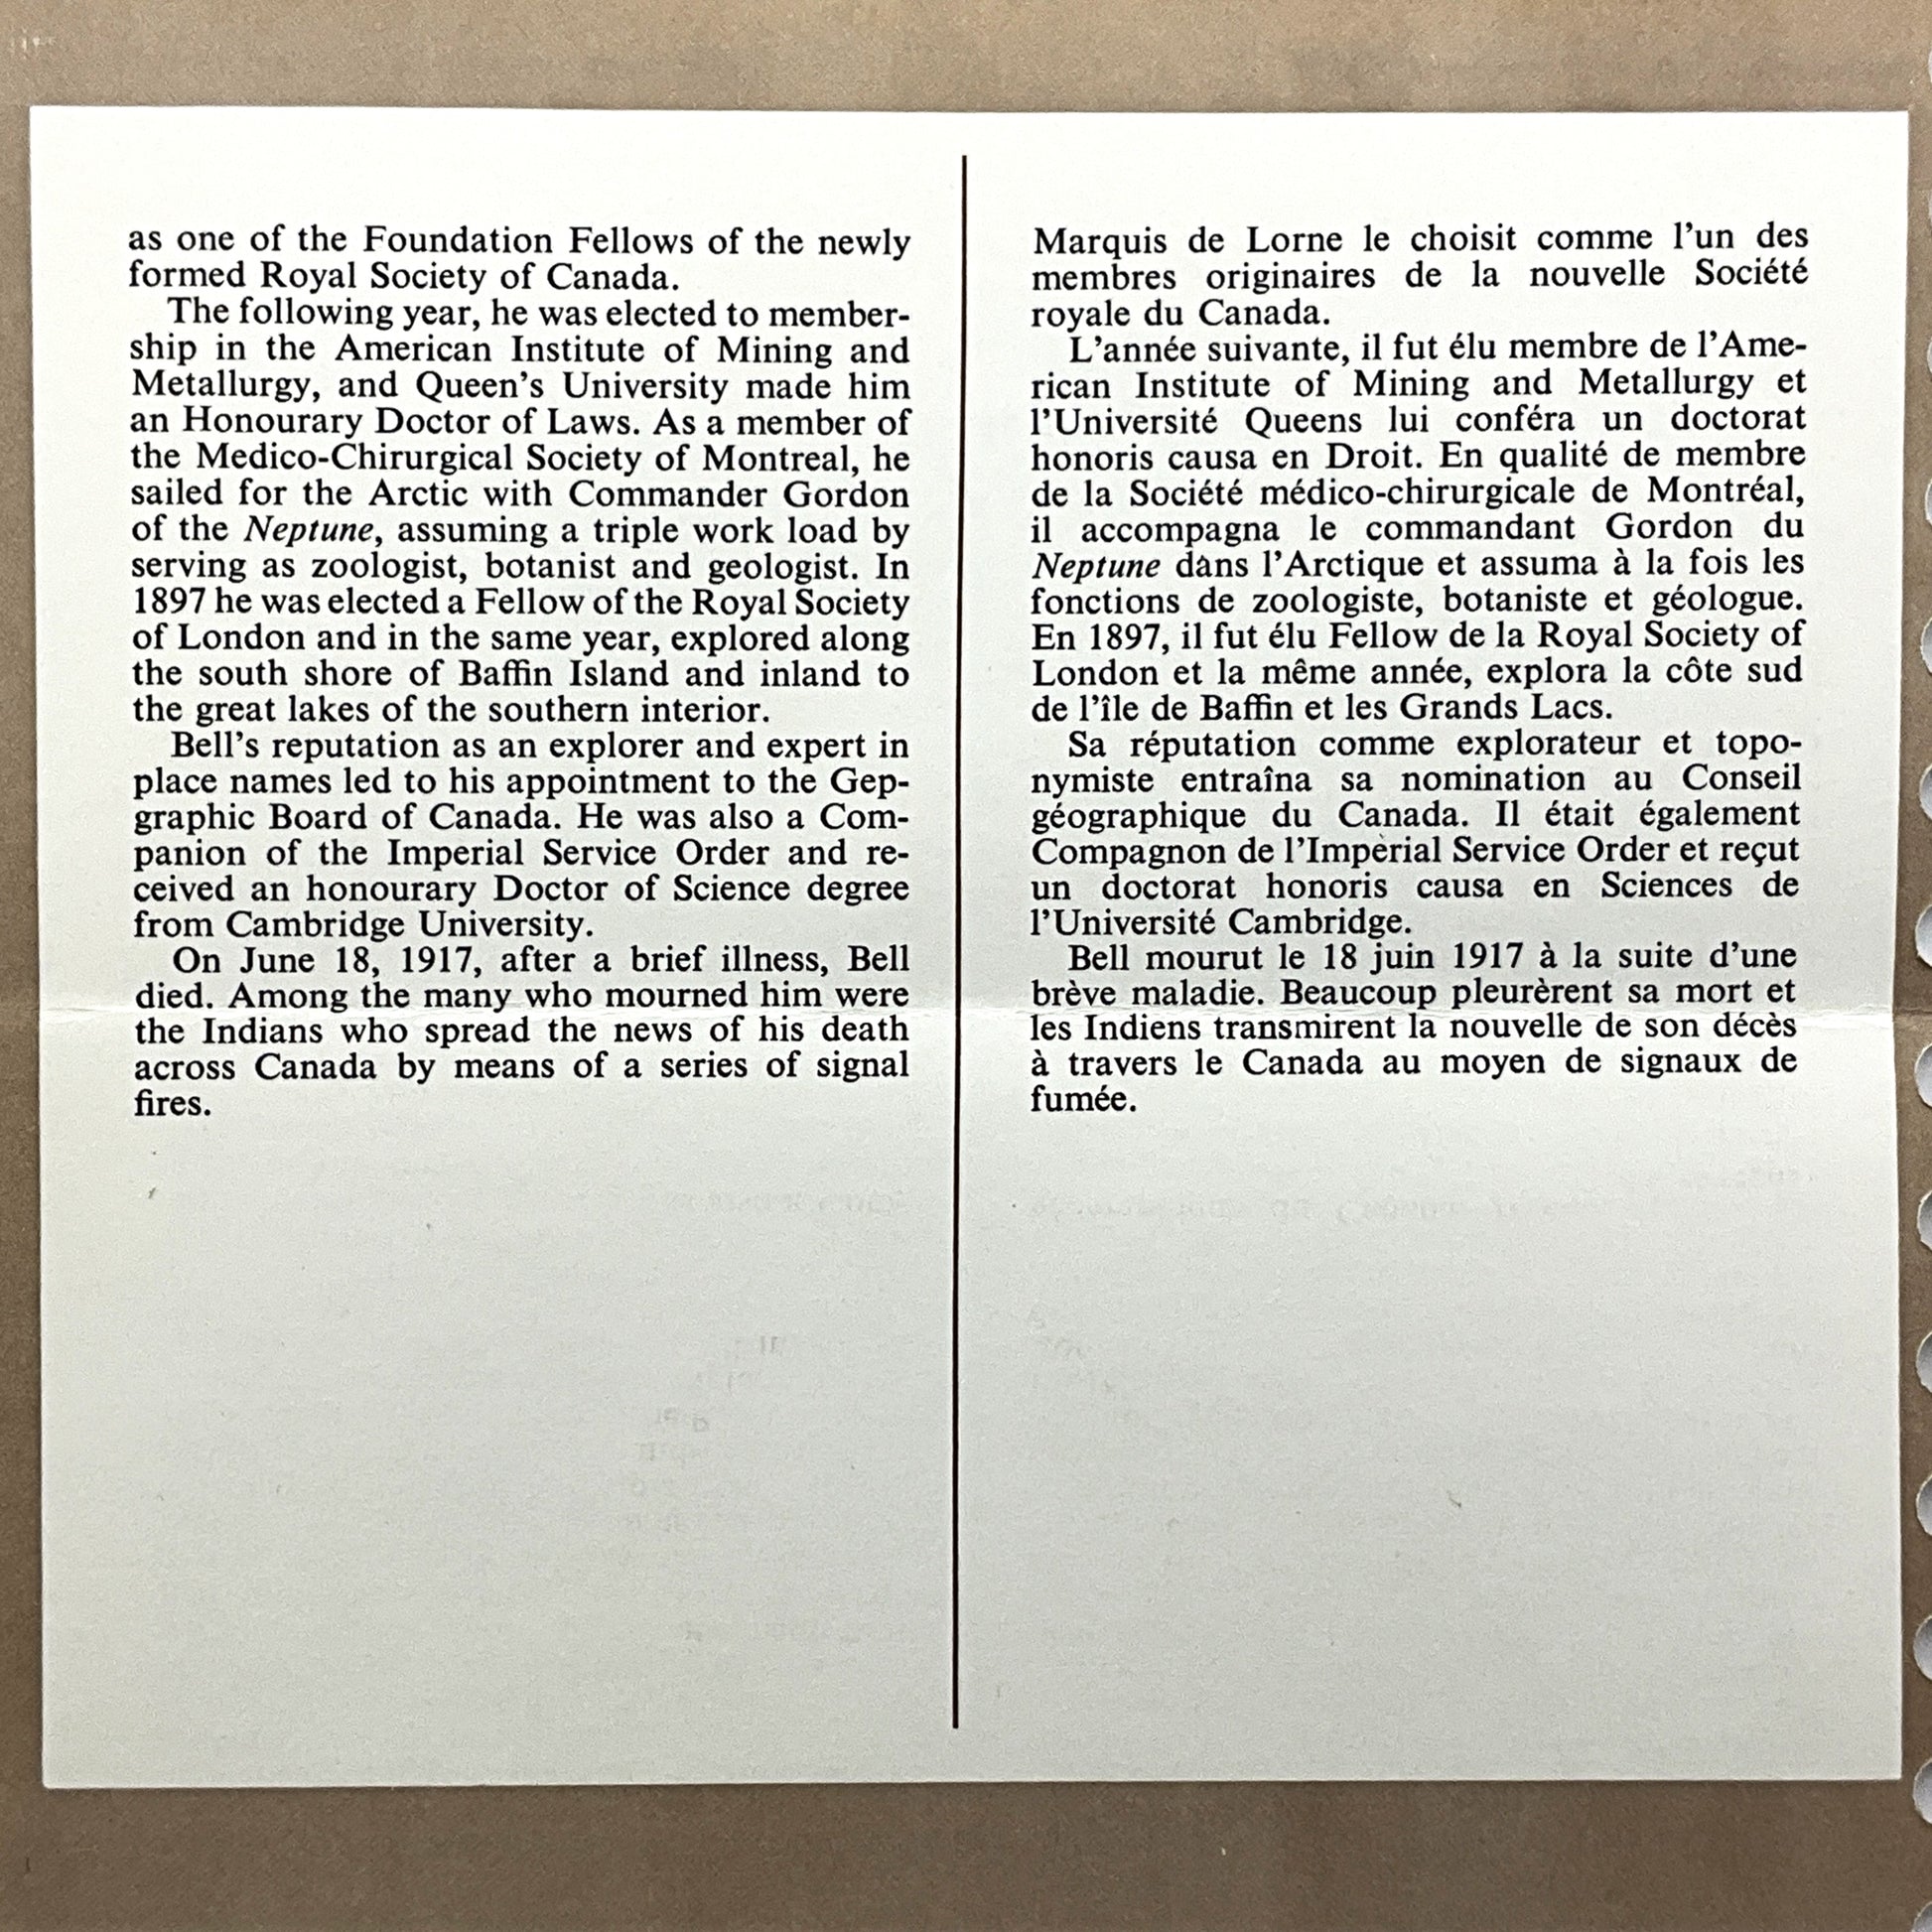 as one of the Foundation Fellows of the newly
formed Royal Society of Canada.
The following year, he was elected to member-
ship in the American Institute of Mining and
Metallurgy, and Queen's University made him
an Honourary Doctor of Laws. As a member of
the Medico-Chirurgical Society of Montreal, he
sailed for the Arctic with Commander Gordon
of the Neptune, assuming a triple work load by
serving as zoologist, botanist and geologist. In
1897 he was elected a Fellow of the Royal Society
of London and in the same year, explored along
the south shore of Baffin Island and inland to
the great lakes of the southern interior.
Bell's reputation as an explorer and expert in
place names led to his appointment to the Gep-
graphic Board of Canada. He was also a Com-
panion of the Imperial Service Order and re-
ceived an honourary Doctor of Science degree
from Cambridge University.
On June 18, 1917, after a brief illness, Bell
died. Among the many who mourned him were
the Indians who spread the news of his death
across Canada by means of a series of signal
fires.
Marquis de Lorne le choisit comme l'un des
membres originaires de la nouvelle Société
royale du Canada.
L'année suivante, il fut élu membre de l'Ame-
rican Institute of Mining and Metallurgy et
l'Université Queens lui conféra un doctorat
honoris causa en Droit. En qualité de membre
de la Société médico-chirurgicale de Montréal,
il accompagna le commandant Gordon du
Neptune dans l'Arctique et assuma à la fois les
fonctions de zoologiste, botaniste et géologue.
En 1897, il fut élu Fellow de la Royal Society of
London et la même année, explora la côte sud
de l'île de Baffin et les Grands Lacs.
Sa réputation comme explorateur et topo-
nymiste entraîna sa nomination au Conseil
géographique du Canada. Il était également
Compagnon de l'Imperial Service Order et reçut
un doctorat honoris causa en Sciences de
l'Université Cambridge.
Bell mourut le 18 juin 1917 à la suite d'une
brève maladie. Beaucoup pleurèrent sa mort et
les Indiens transmirent la nouvelle de son décès
à travers le Canada au moyen de signaux de
fumée.